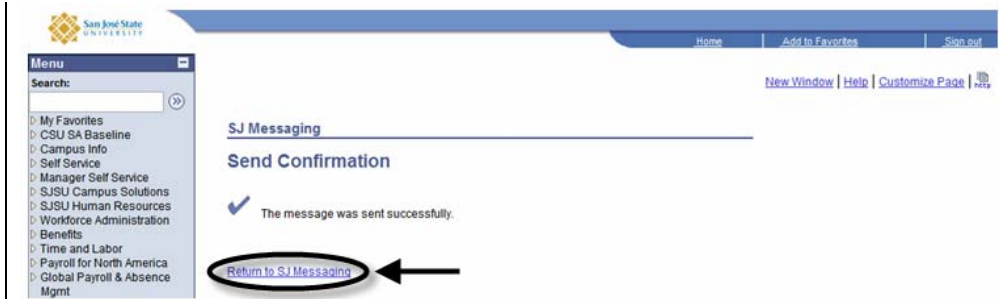 San José State
UNIVERSITY
Home
Add to Favorites
Sign out
Menu
Search:
New Window | Help | Customize Page |
http
My Favorites
CSU SA Baseline
Campus Info
Self Service
Manager Self Service
SJSU Campus Solutions
SJSU Human Resources
Workforce Administration
Benefits
Time and Labor
Payroll for North America
Global Payroll & Absence
Mgmt
SJ Messaging
Send Confirmation
The message was sent successfully.
Return to SJ Messaging